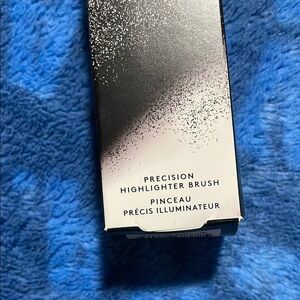 PRECISION
HIGHLIGHTER BRUSH
PINCEAU
PRÉCIS ILLUMINATEUR